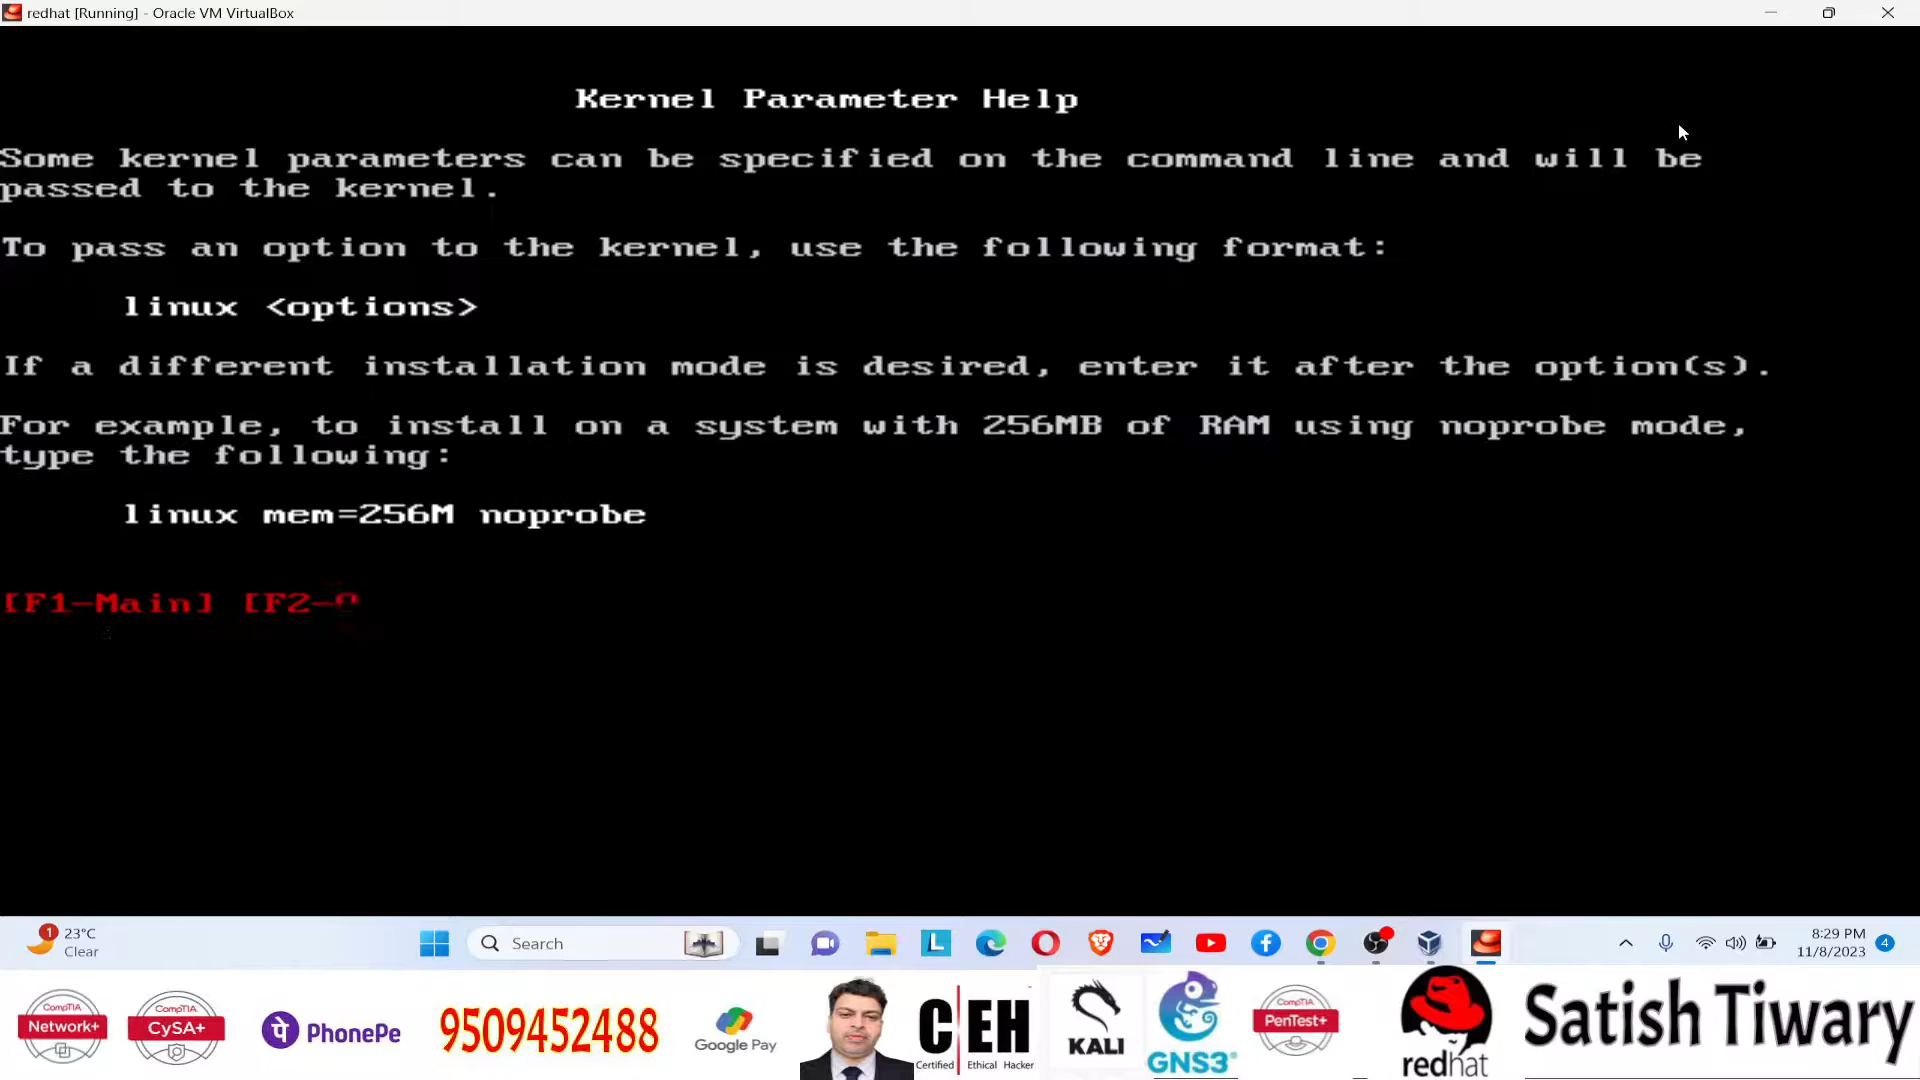 redhat [Running] - Oracle VM VirtualBox
Kernel Parameter Help
Some kernel parameters can be specified on the command line and will be
passed to the kernel.
To pass an option to the kernel, use the following format:
linux <options>
If a different installation mode is desired, enter it after the option(s).
For example, to install on a system with 256MB of RAM using noprobe mode,
type the following:
linux mem=256M noprobe
[F1-Main] [F2-O
1
23°C
Clear
Search
L
8:29 PM
11/8/2023
4
CompTIA
Network+
CompTIA
CySA+
पे PhonePe
9509452488
Google Pay
C|EH
Certified Ethical Hacker
KALI
GNS3
CompTIA
PenTest+
redhat
Satish Tiwary